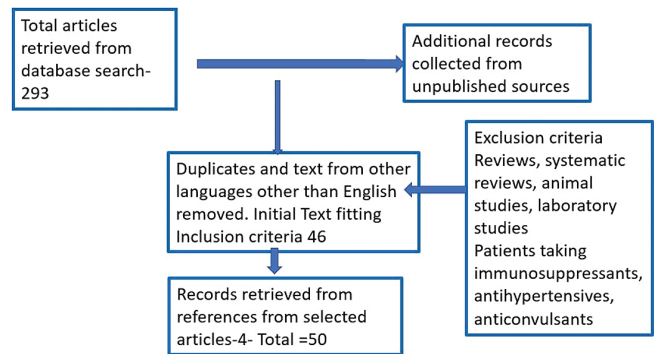 Total articles
retrieved from
database search-
293
Additional records
collected from
unpublished sources
Duplicates and text from other
languages other than English
removed. Initial Text fitting
Inclusion criteria 46
Exclusion criteria
Reviews, systematic
reviews, animal
studies, laboratory
studies
Patients taking
immunosuppressants,
antihypertensives,
anticonvulsants
Records retrieved from
references from selected
articles-4- Total =50